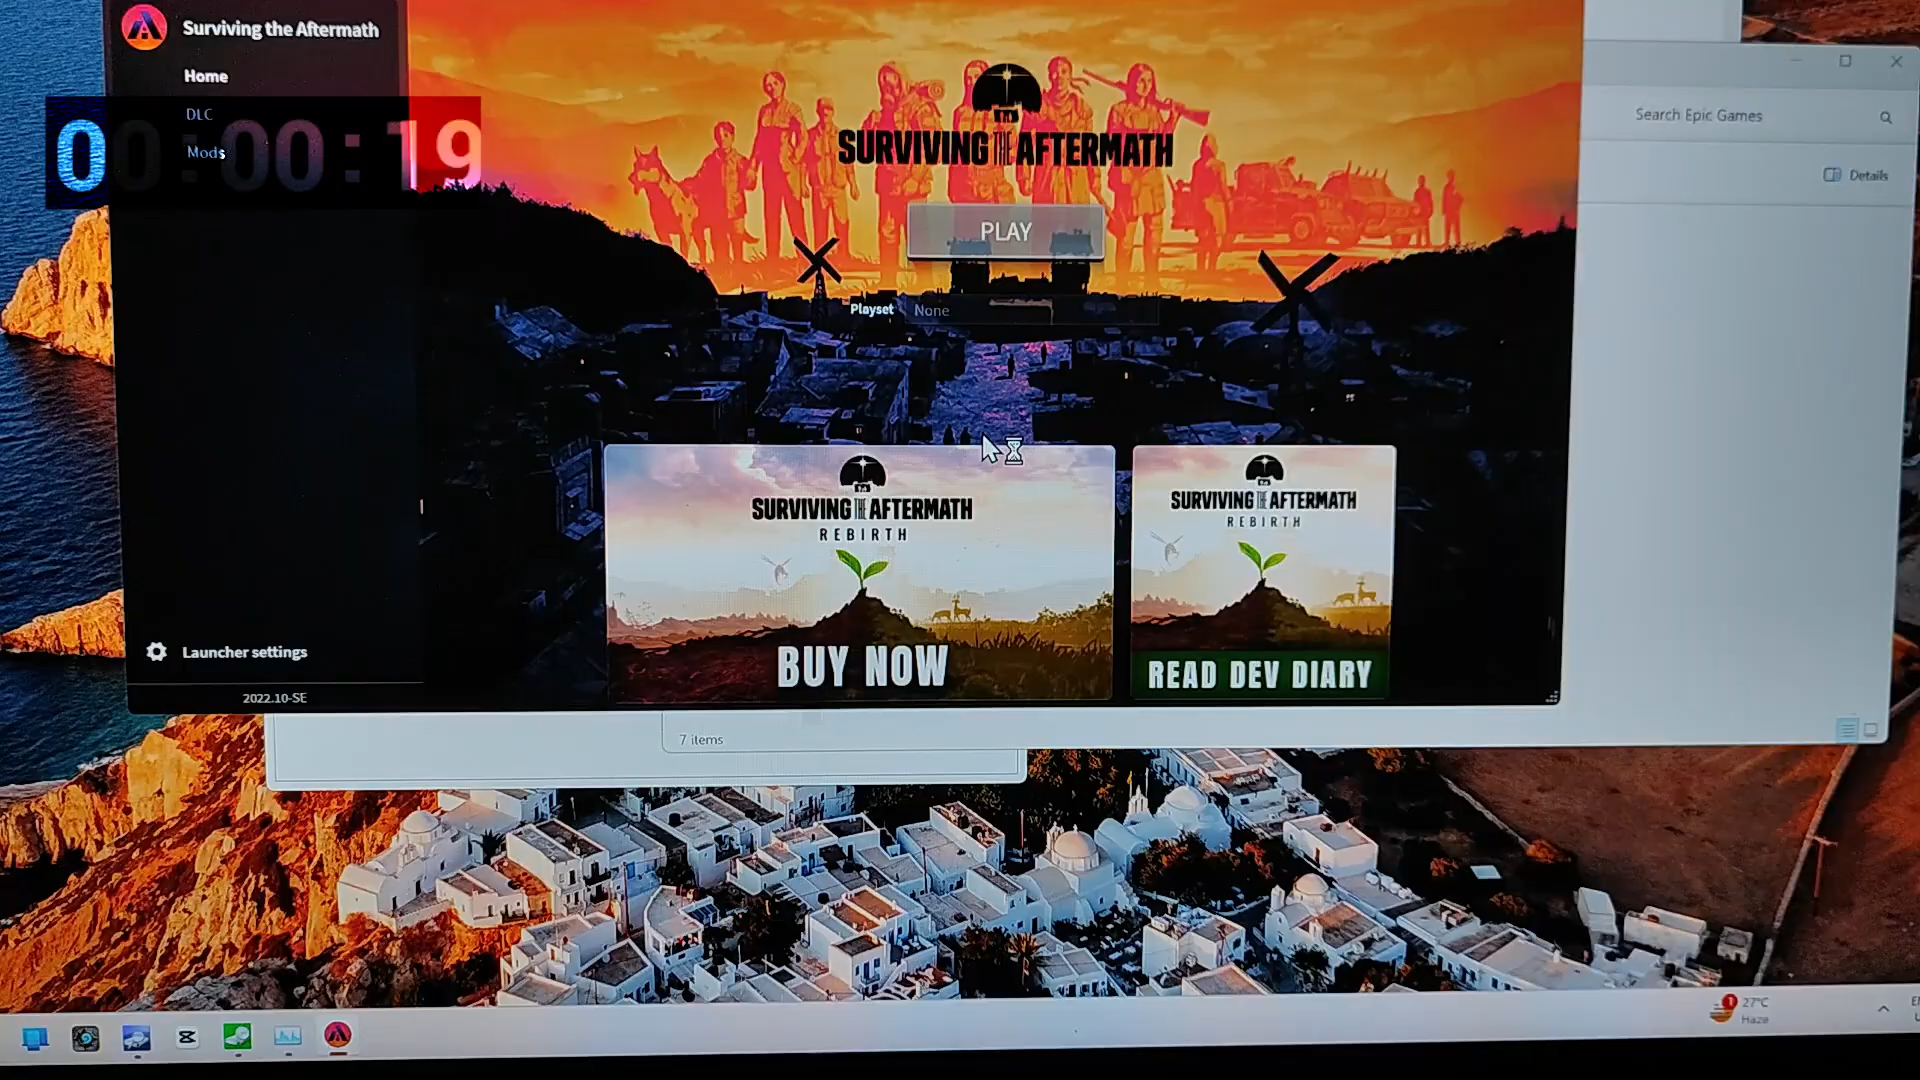 Surviving the Aftermath
Home
DLC
Mods
00:00:19
SURVIVING THE AFTERMATH
PLAY
Playset None
Search Epic Games
Details
SURVIVING THE AFTERMATH
REBIRTH
BUY NOW
SURVIVING THE AFTERMATH
REBIRTH
READ DEV DIARY
Launcher settings
2022.10-SE
7 items
1
27°C
Haze